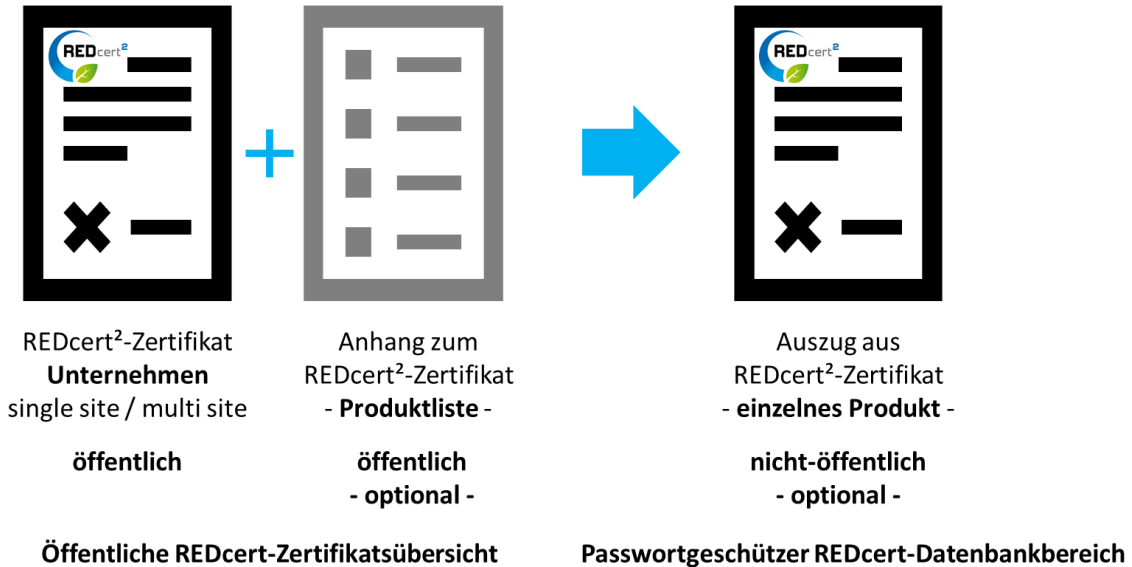 REDcert²
REDcert²
REDcert²-Zertifikat
Unternehmen
single site / multi site
öffentlich
Anhang zum
REDcert²-Zertifikat
- Produktliste -
öffentlich
- optional -
Auszug aus
REDcert²-Zertifikat
- einzelnes Produkt -
nicht-öffentlich
- optional -
Öffentliche REDcert-Zertifikatsübersicht
Passwortgeschützer REDcert-Datenbankbereich